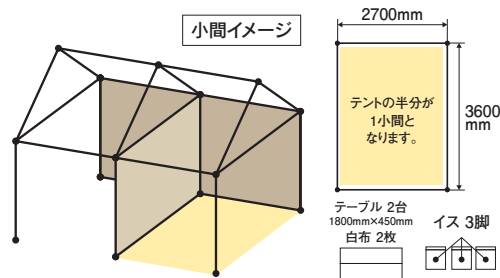 小間イメージ
2700mm
テントの半分が
1小間と
なります。
3600
mm
テーブル 2台
1800mm×450mm
白布 2枚
イス 3脚